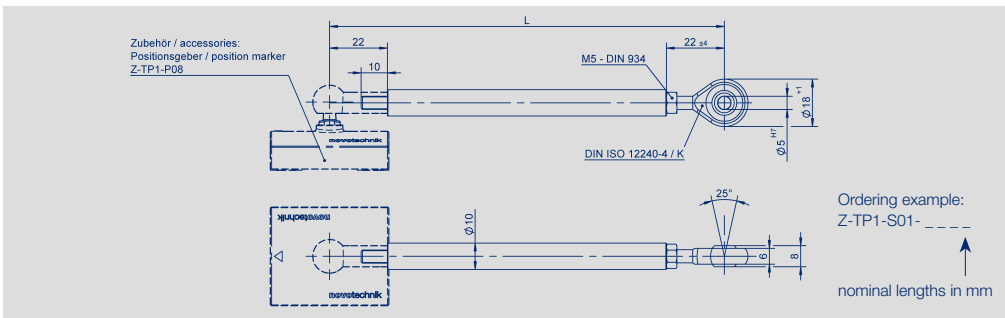 L
Zubehör / accessories:
Positionsgeber / position marker
Z-TP1-P08
22
22 ±4
M5 - DIN 934
10
Ø18 +1
Ø5 H7
novotechnik
DIN ISO 12240-4 / K
25°
Ordering example:
Z-TP1-S01- _ _ _ _
novotechnik
Ø10
6
8
novotechnik
nominal lengths in mm